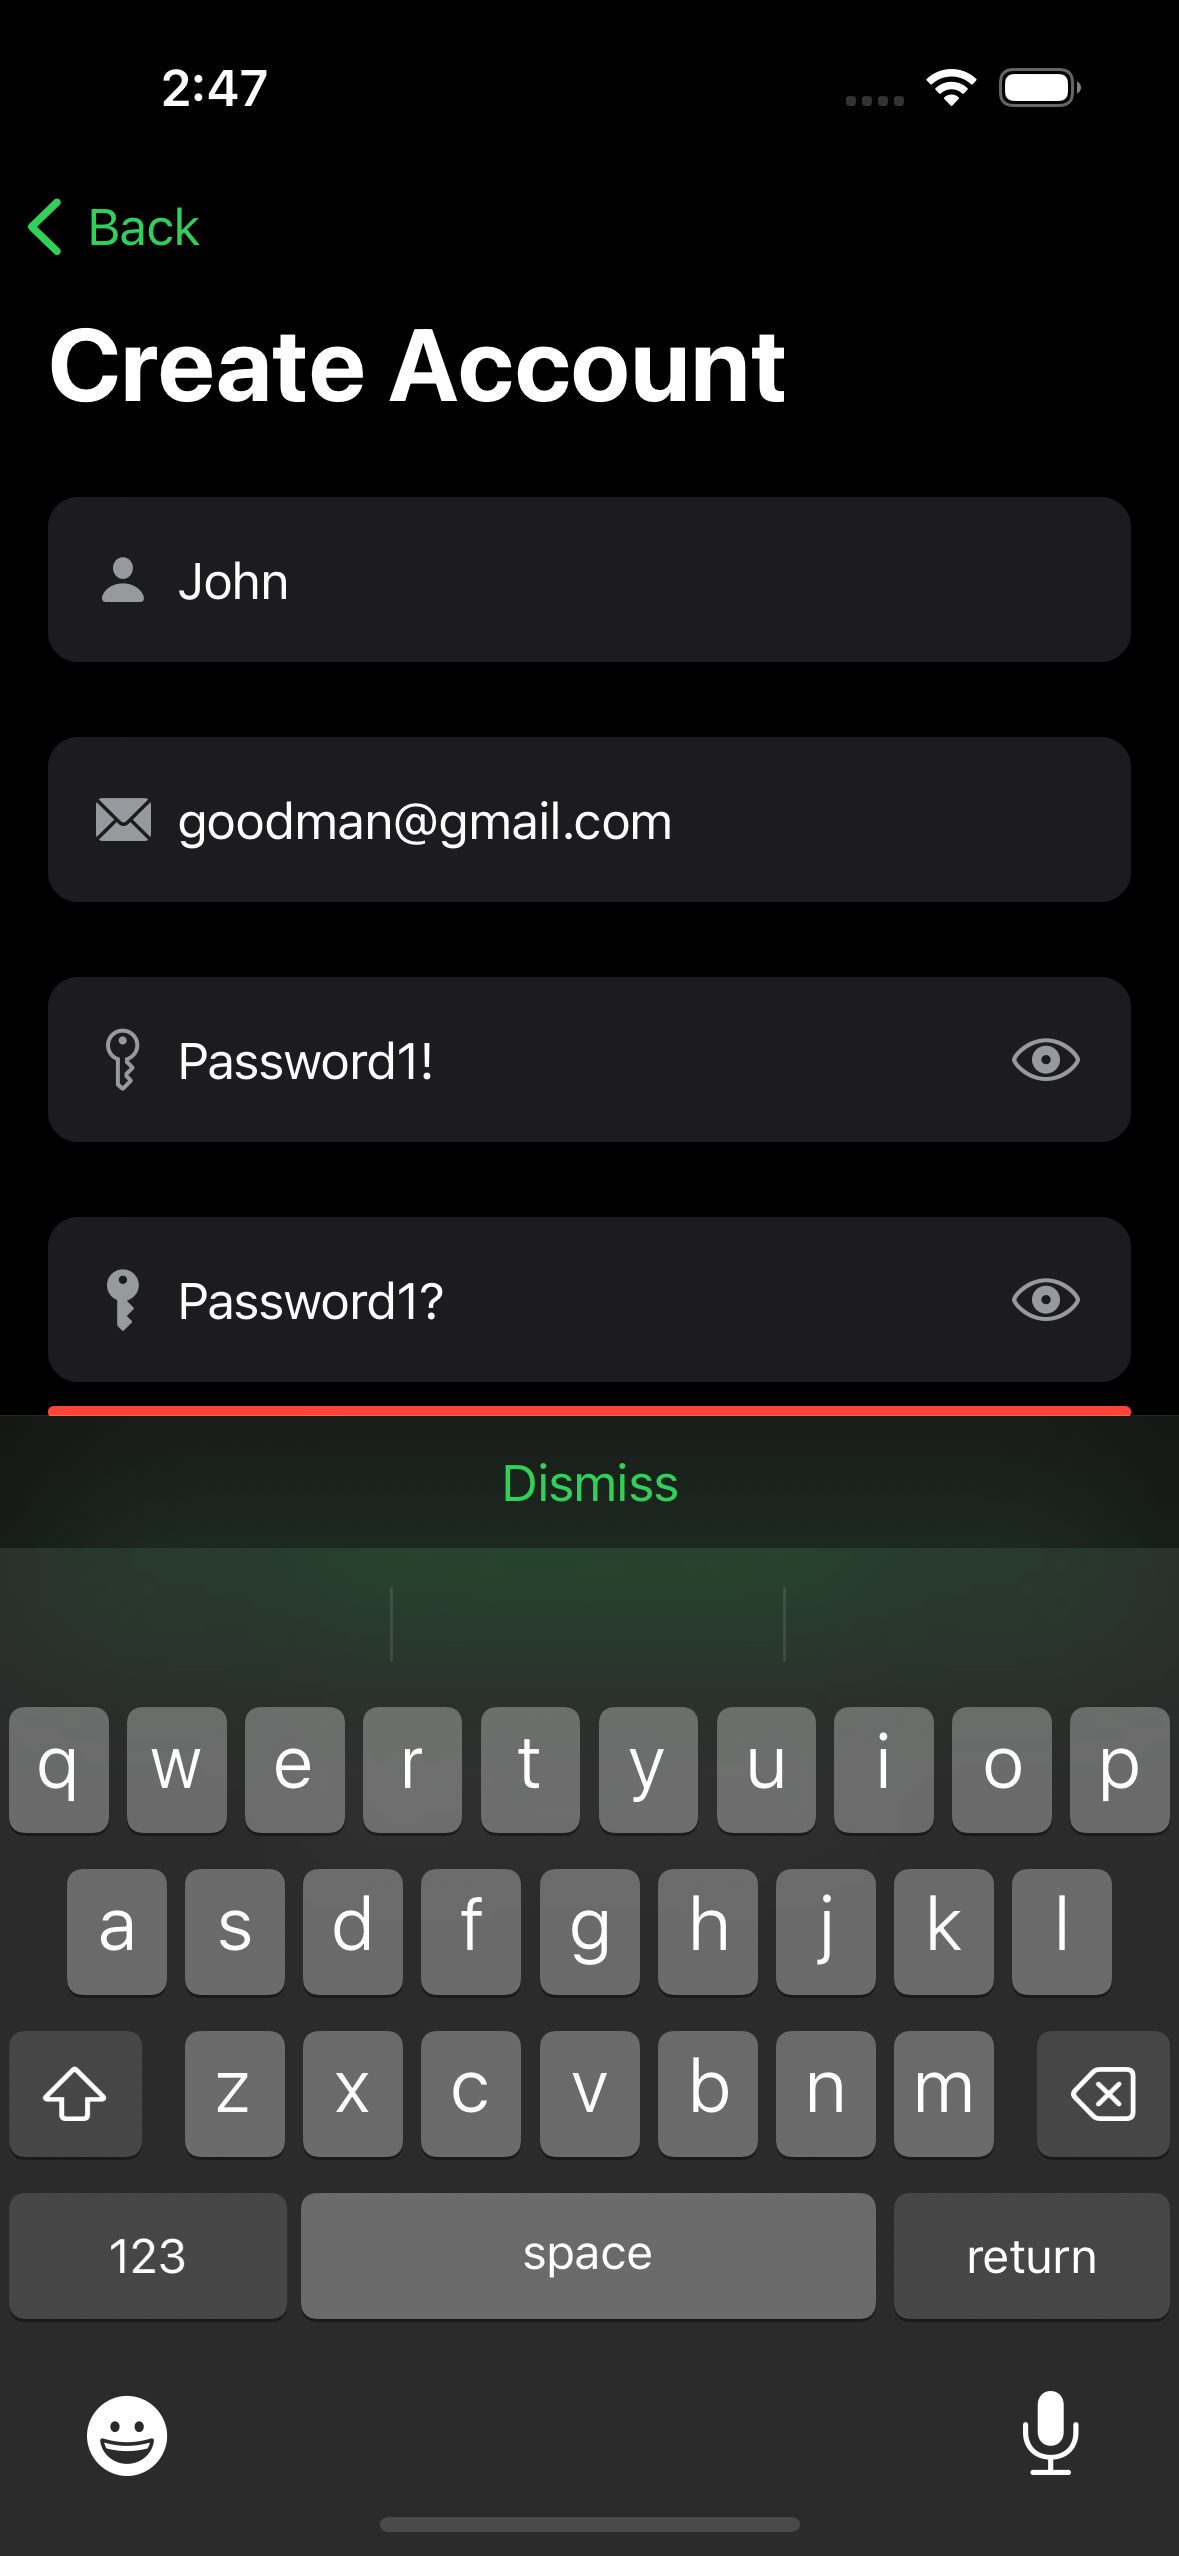 2:47
Back
Create Account
John
goodman@gmail.com
Password1!
Password1?
Dismiss
q w e r t y u i o p
a s d f g h j k l
z x c v b n m
123 space return